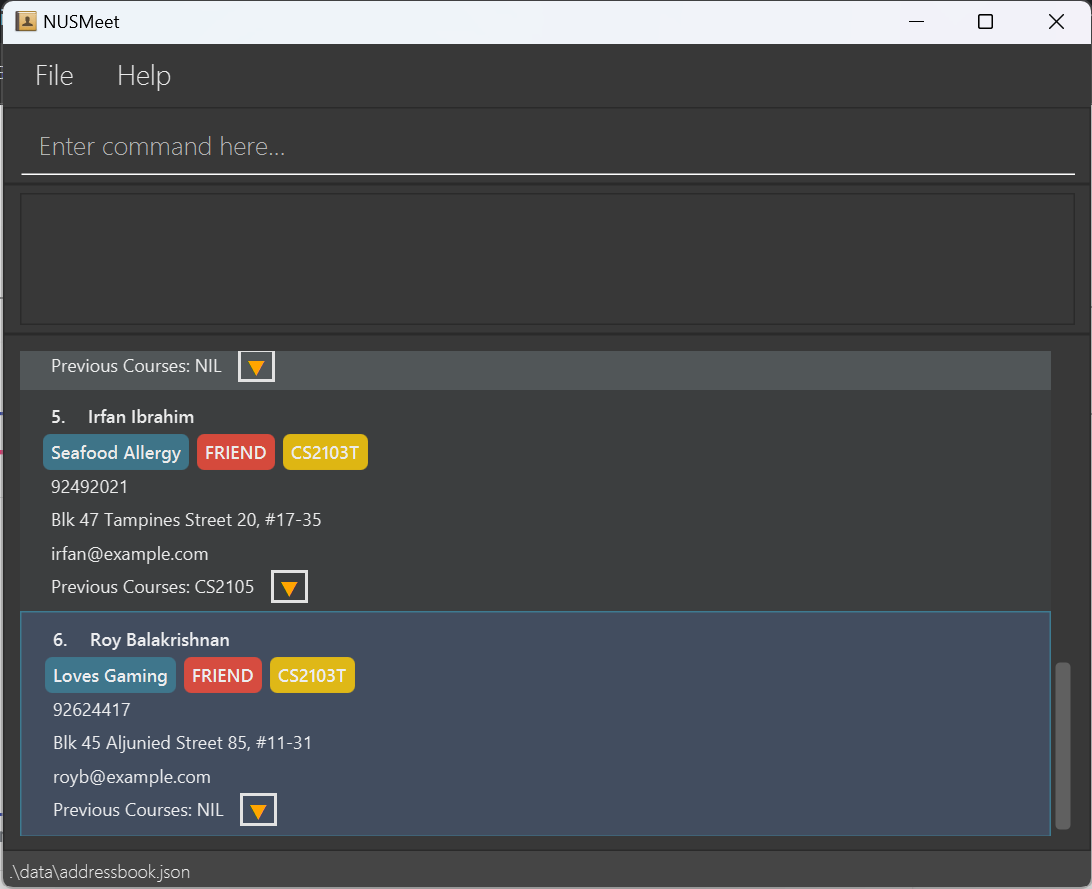 NUSMeet
File Help
Enter command here...
Previous Courses: NIL ▼
5. Irfan Ibrahim
Seafood Allergy FRIEND CS2103T
92492021
Blk 47 Tampines Street 20, #17-35
irfan@example.com
Previous Courses: CS2105 ▼
6. Roy Balakrishnan
Loves Gaming FRIEND CS2103T
92624417
Blk 45 Aljunied Street 85, #11-31
royb@example.com
Previous Courses: NIL ▼
.\data\addressbook.json